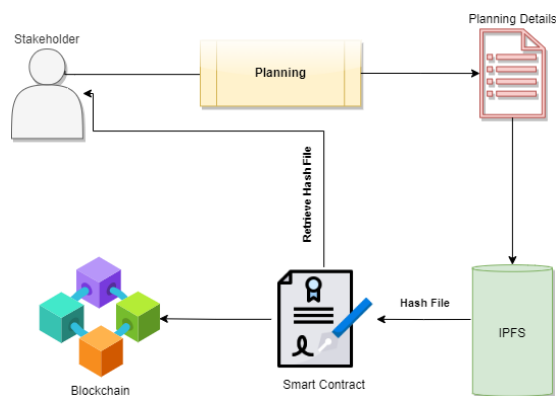 Planning Details
Stakeholder
Planning
Retrieve Hash File
Hash File
IPFS
Smart Contract
Blockchain